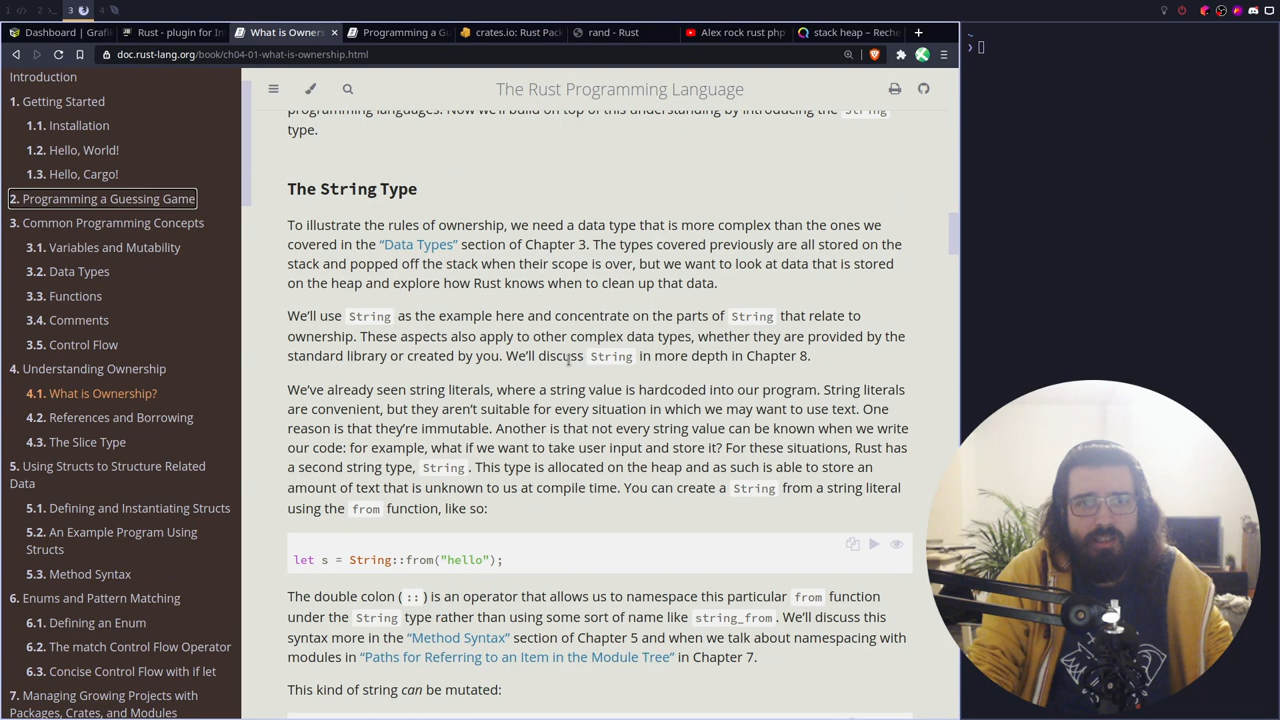 1
2
3
4
Dashboard | Grafi
Rust - plugin for In
What is Owners
Programming a Gu
crates.io: Rust Pack
rand - Rust
Alex rock rust php
stack heap – Reche
doc.rust-lang.org/book/ch04-01-what-is-ownership.html
Introduction
1. Getting Started
1.1. Installation
1.2. Hello, World!
1.3. Hello, Cargo!
2. Programming a Guessing Game
3. Common Programming Concepts
3.1. Variables and Mutability
3.2. Data Types
3.3. Functions
3.4. Comments
3.5. Control Flow
4. Understanding Ownership
4.1. What is Ownership?
4.2. References and Borrowing
4.3. The Slice Type
5. Using Structs to Structure Related
Data
5.1. Defining and Instantiating Structs
5.2. An Example Program Using
Structs
5.3. Method Syntax
6. Enums and Pattern Matching
6.1. Defining an Enum
6.2. The match Control Flow Operator
6.3. Concise Control Flow with if let
7. Managing Growing Projects with
Packages, Crates, and Modules
The Rust Programming Language
programming languages. Now we'll build on top of this understanding by introducing the String
type.
The String Type
To illustrate the rules of ownership, we need a data type that is more complex than the ones we
covered in the “Data Types” section of Chapter 3. The types covered previously are all stored on the
stack and popped off the stack when their scope is over, but we want to look at data that is stored
on the heap and explore how Rust knows when to clean up that data.
We’ll use String as the example here and concentrate on the parts of String that relate to
ownership. These aspects also apply to other complex data types, whether they are provided by the
standard library or created by you. We’ll discuss String in more depth in Chapter 8.
We’ve already seen string literals, where a string value is hardcoded into our program. String literals
are convenient, but they aren’t suitable for every situation in which we may want to use text. One
reason is that they’re immutable. Another is that not every string value can be known when we write
our code: for example, what if we want to take user input and store it? For these situations, Rust has
a second string type, String. This type is allocated on the heap and as such is able to store an
amount of text that is unknown to us at compile time. You can create a String from a string literal
using the from function, like so:
let s = String::from("hello");
The double colon (::) is an operator that allows us to namespace this particular from function
under the String type rather than using some sort of name like string_from. We’ll discuss this
syntax more in the “Method Syntax” section of Chapter 5 and when we talk about namespacing with
modules in “Paths for Referring to an Item in the Module Tree” in Chapter 7.
This kind of string can be mutated:
~
❯